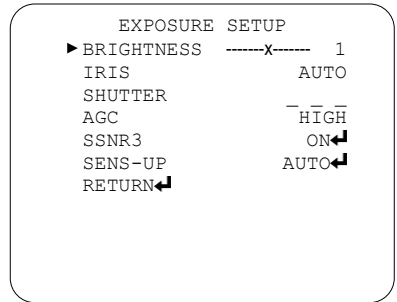 EXPOSURE SETUP
►BRIGHTNESS -------X------- 1
IRIS AUTO
SHUTTER _ _ _
AGC HIGH
SSNR3 ON↲
SENS-UP AUTO↲
RETURN↲